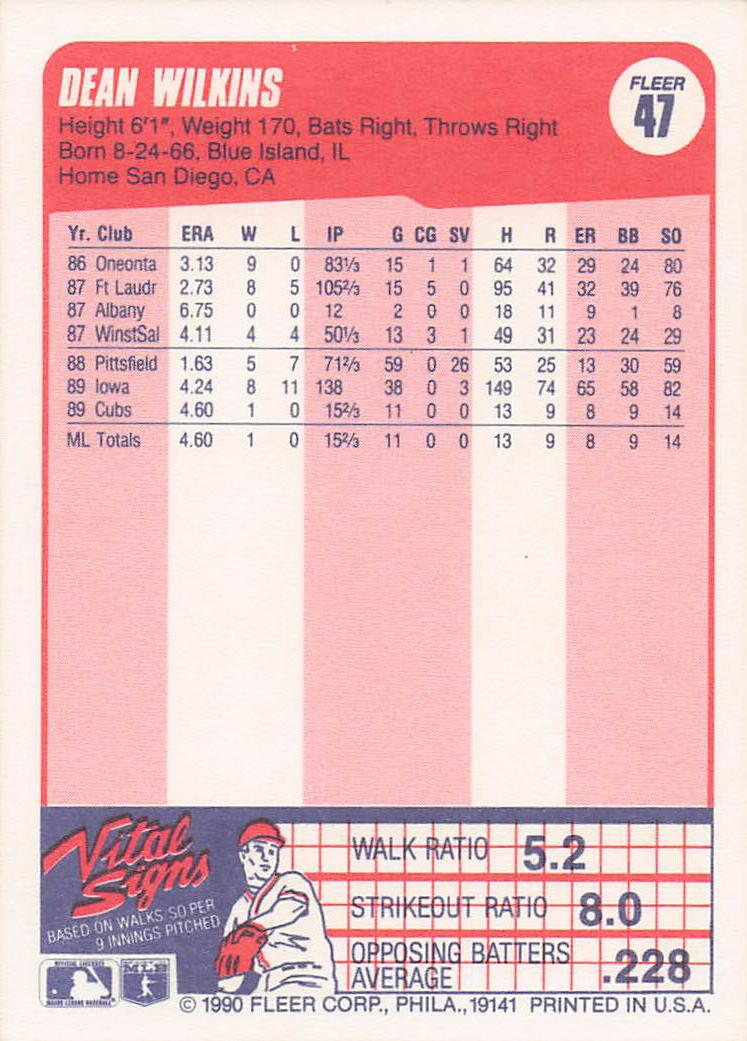 DEAN WILKINS
FLEER
47
Height 6'1", Weight 170, Bats Right, Throws Right
Born 8-24-66, Blue Island, IL
Home San Diego, CA
Yr. Club ERA W L IP G CG SV H R ER BB SO
86 Oneonta 3.13 9 0 83⅓ 15 1 1 64 32 29 24 80
87 Ft Laudr 2.73 8 5 105⅔ 15 5 0 95 41 32 39 76
87 Albany 6.75 0 0 12 2 0 0 18 11 9 1 8
87 WinstSal 4.11 4 4 50⅓ 13 3 1 49 31 23 24 29
88 Pittsfield 1.63 5 7 71⅔ 59 0 26 53 25 13 30 59
89 Iowa 4.24 8 11 138 38 0 3 149 74 65 58 82
89 Cubs 4.60 1 0 15⅔ 11 0 0 13 9 8 9 14
ML Totals 4.60 1 0 15⅔ 11 0 0 13 9 8 9 14
Vital
Signs
BASED ON WALKS, SO PER
9 INNINGS PITCHED
WALK RATIO 5.2
STRIKEOUT RATIO 8.0
OPPOSING BATTERS
AVERAGE .228
OFFICIAL LICENSEE
MAJOR LEAGUE BASEBALL
© 1990 FLEER CORP., PHILA., 19141 PRINTED IN U.S.A.